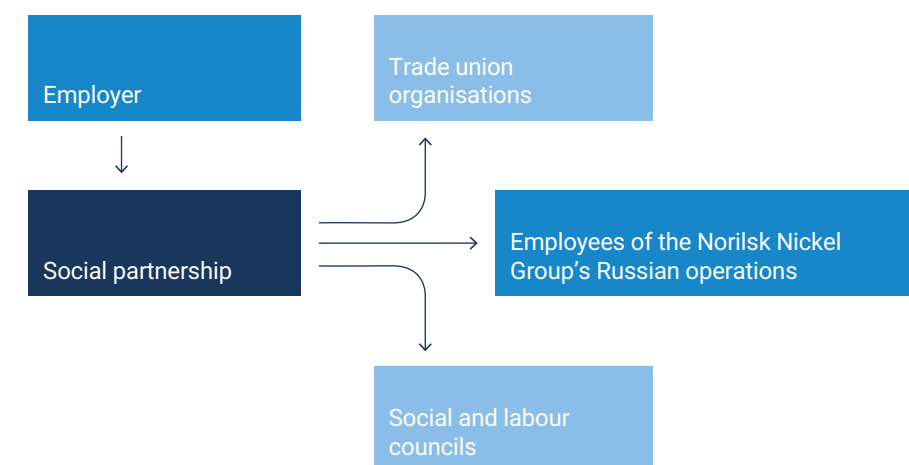 Employer
Trade union
organisations
Social partnership
Employees of the Norilsk Nickel
Group’s Russian operations
Social and labour
councils